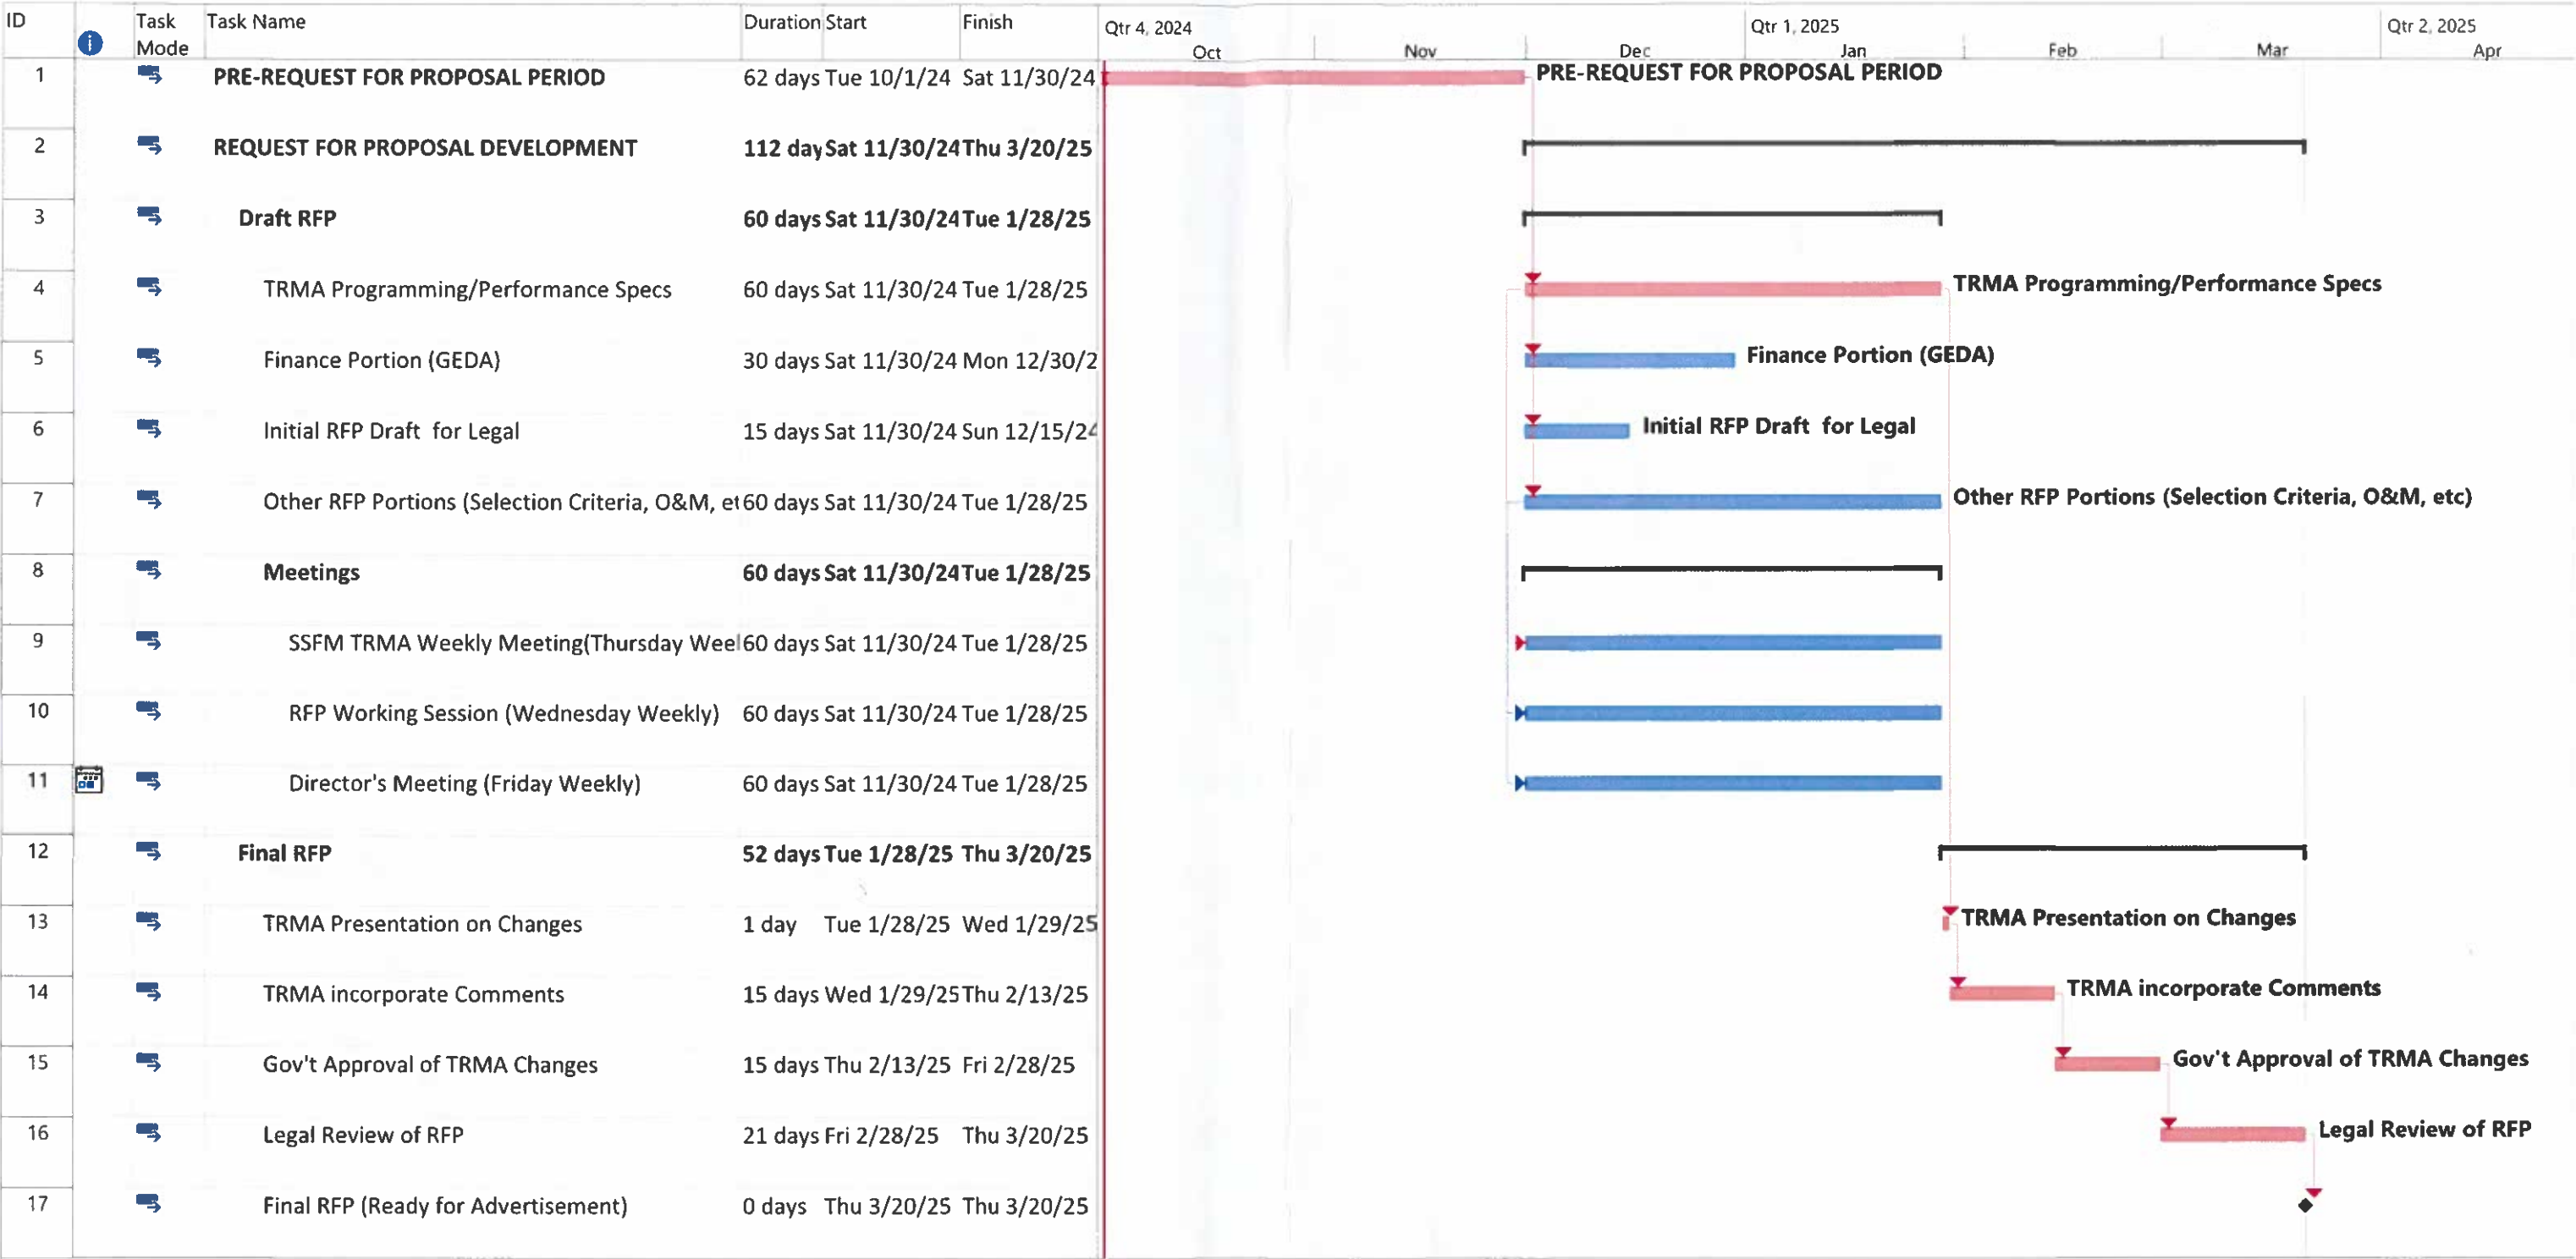 ID Task Mode Task Name Duration Start Finish Qtr 4, 2024 Qtr 1, 2025 Qtr 2, 2025
Oct Nov Dec Jan Feb Mar Apr
1 PRE-REQUEST FOR PROPOSAL PERIOD 62 days Tue 10/1/24 Sat 11/30/24 PRE-REQUEST FOR PROPOSAL PERIOD
2 REQUEST FOR PROPOSAL DEVELOPMENT 112 day Sat 11/30/24 Thu 3/20/25
3 Draft RFP 60 days Sat 11/30/24 Tue 1/28/25
4 TRMA Programming/Performance Specs 60 days Sat 11/30/24 Tue 1/28/25 TRMA Programming/Performance Specs
5 Finance Portion (GEDA) 30 days Sat 11/30/24 Mon 12/30/2 Finance Portion (GEDA)
6 Initial RFP Draft for Legal 15 days Sat 11/30/24 Sun 12/15/24 Initial RFP Draft for Legal
7 Other RFP Portions (Selection Criteria, O&M, et 60 days Sat 11/30/24 Tue 1/28/25 Other RFP Portions (Selection Criteria, O&M, etc)
8 Meetings 60 days Sat 11/30/24 Tue 1/28/25
9 SSFM TRMA Weekly Meeting(Thursday Weel 60 days Sat 11/30/24 Tue 1/28/25
10 RFP Working Session (Wednesday Weekly) 60 days Sat 11/30/24 Tue 1/28/25
11 Director's Meeting (Friday Weekly) 60 days Sat 11/30/24 Tue 1/28/25
12 Final RFP 52 days Tue 1/28/25 Thu 3/20/25
13 TRMA Presentation on Changes 1 day Tue 1/28/25 Wed 1/29/25 TRMA Presentation on Changes
14 TRMA incorporate Comments 15 days Wed 1/29/25 Thu 2/13/25 TRMA incorporate Comments
15 Gov't Approval of TRMA Changes 15 days Thu 2/13/25 Fri 2/28/25 Gov't Approval of TRMA Changes
16 Legal Review of RFP 21 days Fri 2/28/25 Thu 3/20/25 Legal Review of RFP
17 Final RFP (Ready for Advertisement) 0 days Thu 3/20/25 Thu 3/20/25